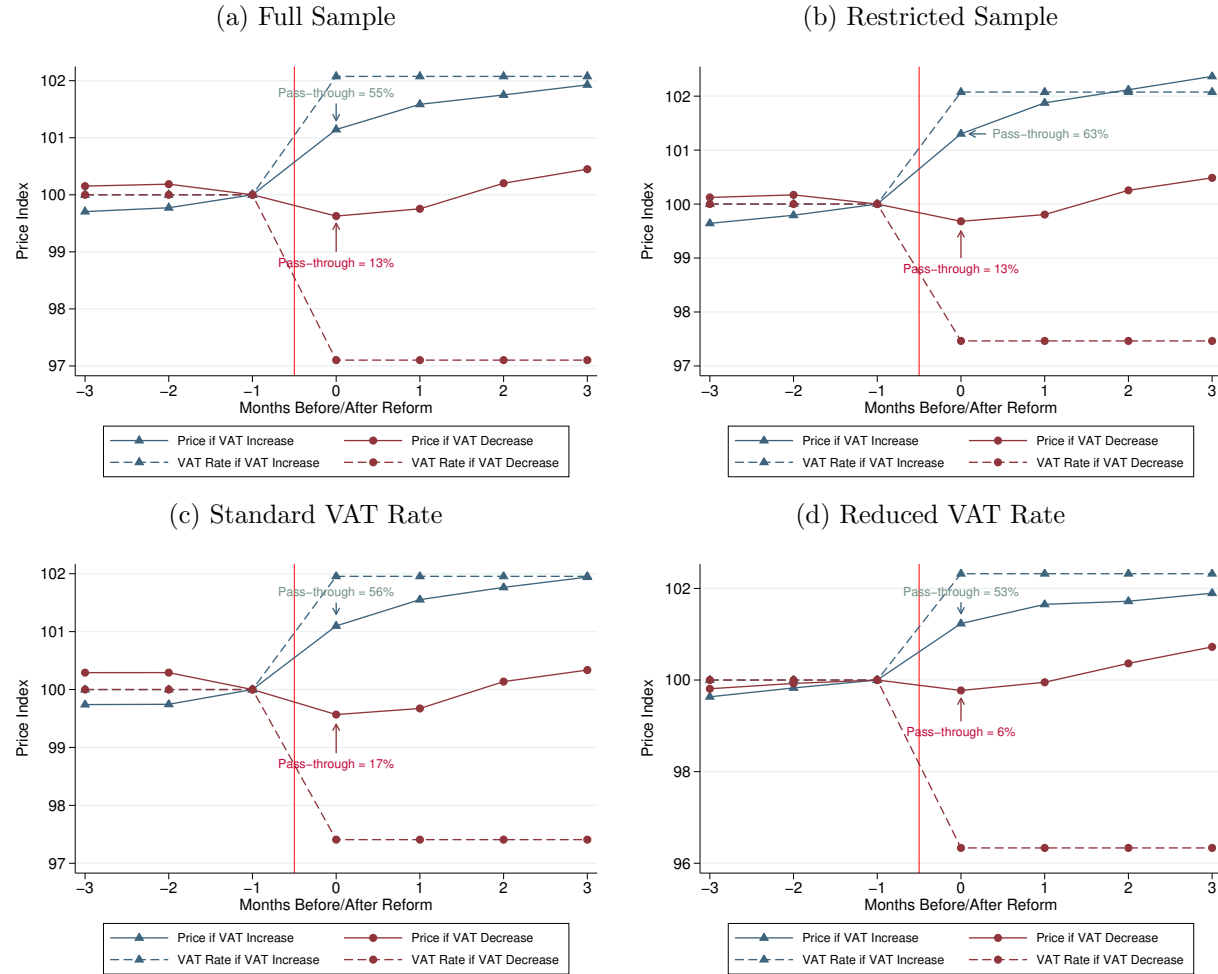 (a) Full Sample
Price Index
102
101
100
99
98
97
Pass−through = 55%
Pass−through = 13%
−3 −2 −1 0 1 2 3
Months Before/After Reform
Price if VAT Increase Price if VAT Decrease
VAT Rate if VAT Increase VAT Rate if VAT Decrease
(b) Restricted Sample
Price Index
102
101
100
99
98
97
Pass−through = 63%
Pass−through = 13%
−3 −2 −1 0 1 2 3
Months Before/After Reform
Price if VAT Increase Price if VAT Decrease
VAT Rate if VAT Increase VAT Rate if VAT Decrease
(c) Standard VAT Rate
Price Index
102
101
100
99
98
97
Pass−through = 56%
Pass−through = 17%
−3 −2 −1 0 1 2 3
Months Before/After Reform
Price if VAT Increase Price if VAT Decrease
VAT Rate if VAT Increase VAT Rate if VAT Decrease
(d) Reduced VAT Rate
Price Index
102
100
98
96
Pass−through = 53%
Pass−through = 6%
−3 −2 −1 0 1 2 3
Months Before/After Reform
Price if VAT Increase Price if VAT Decrease
VAT Rate if VAT Increase VAT Rate if VAT Decrease